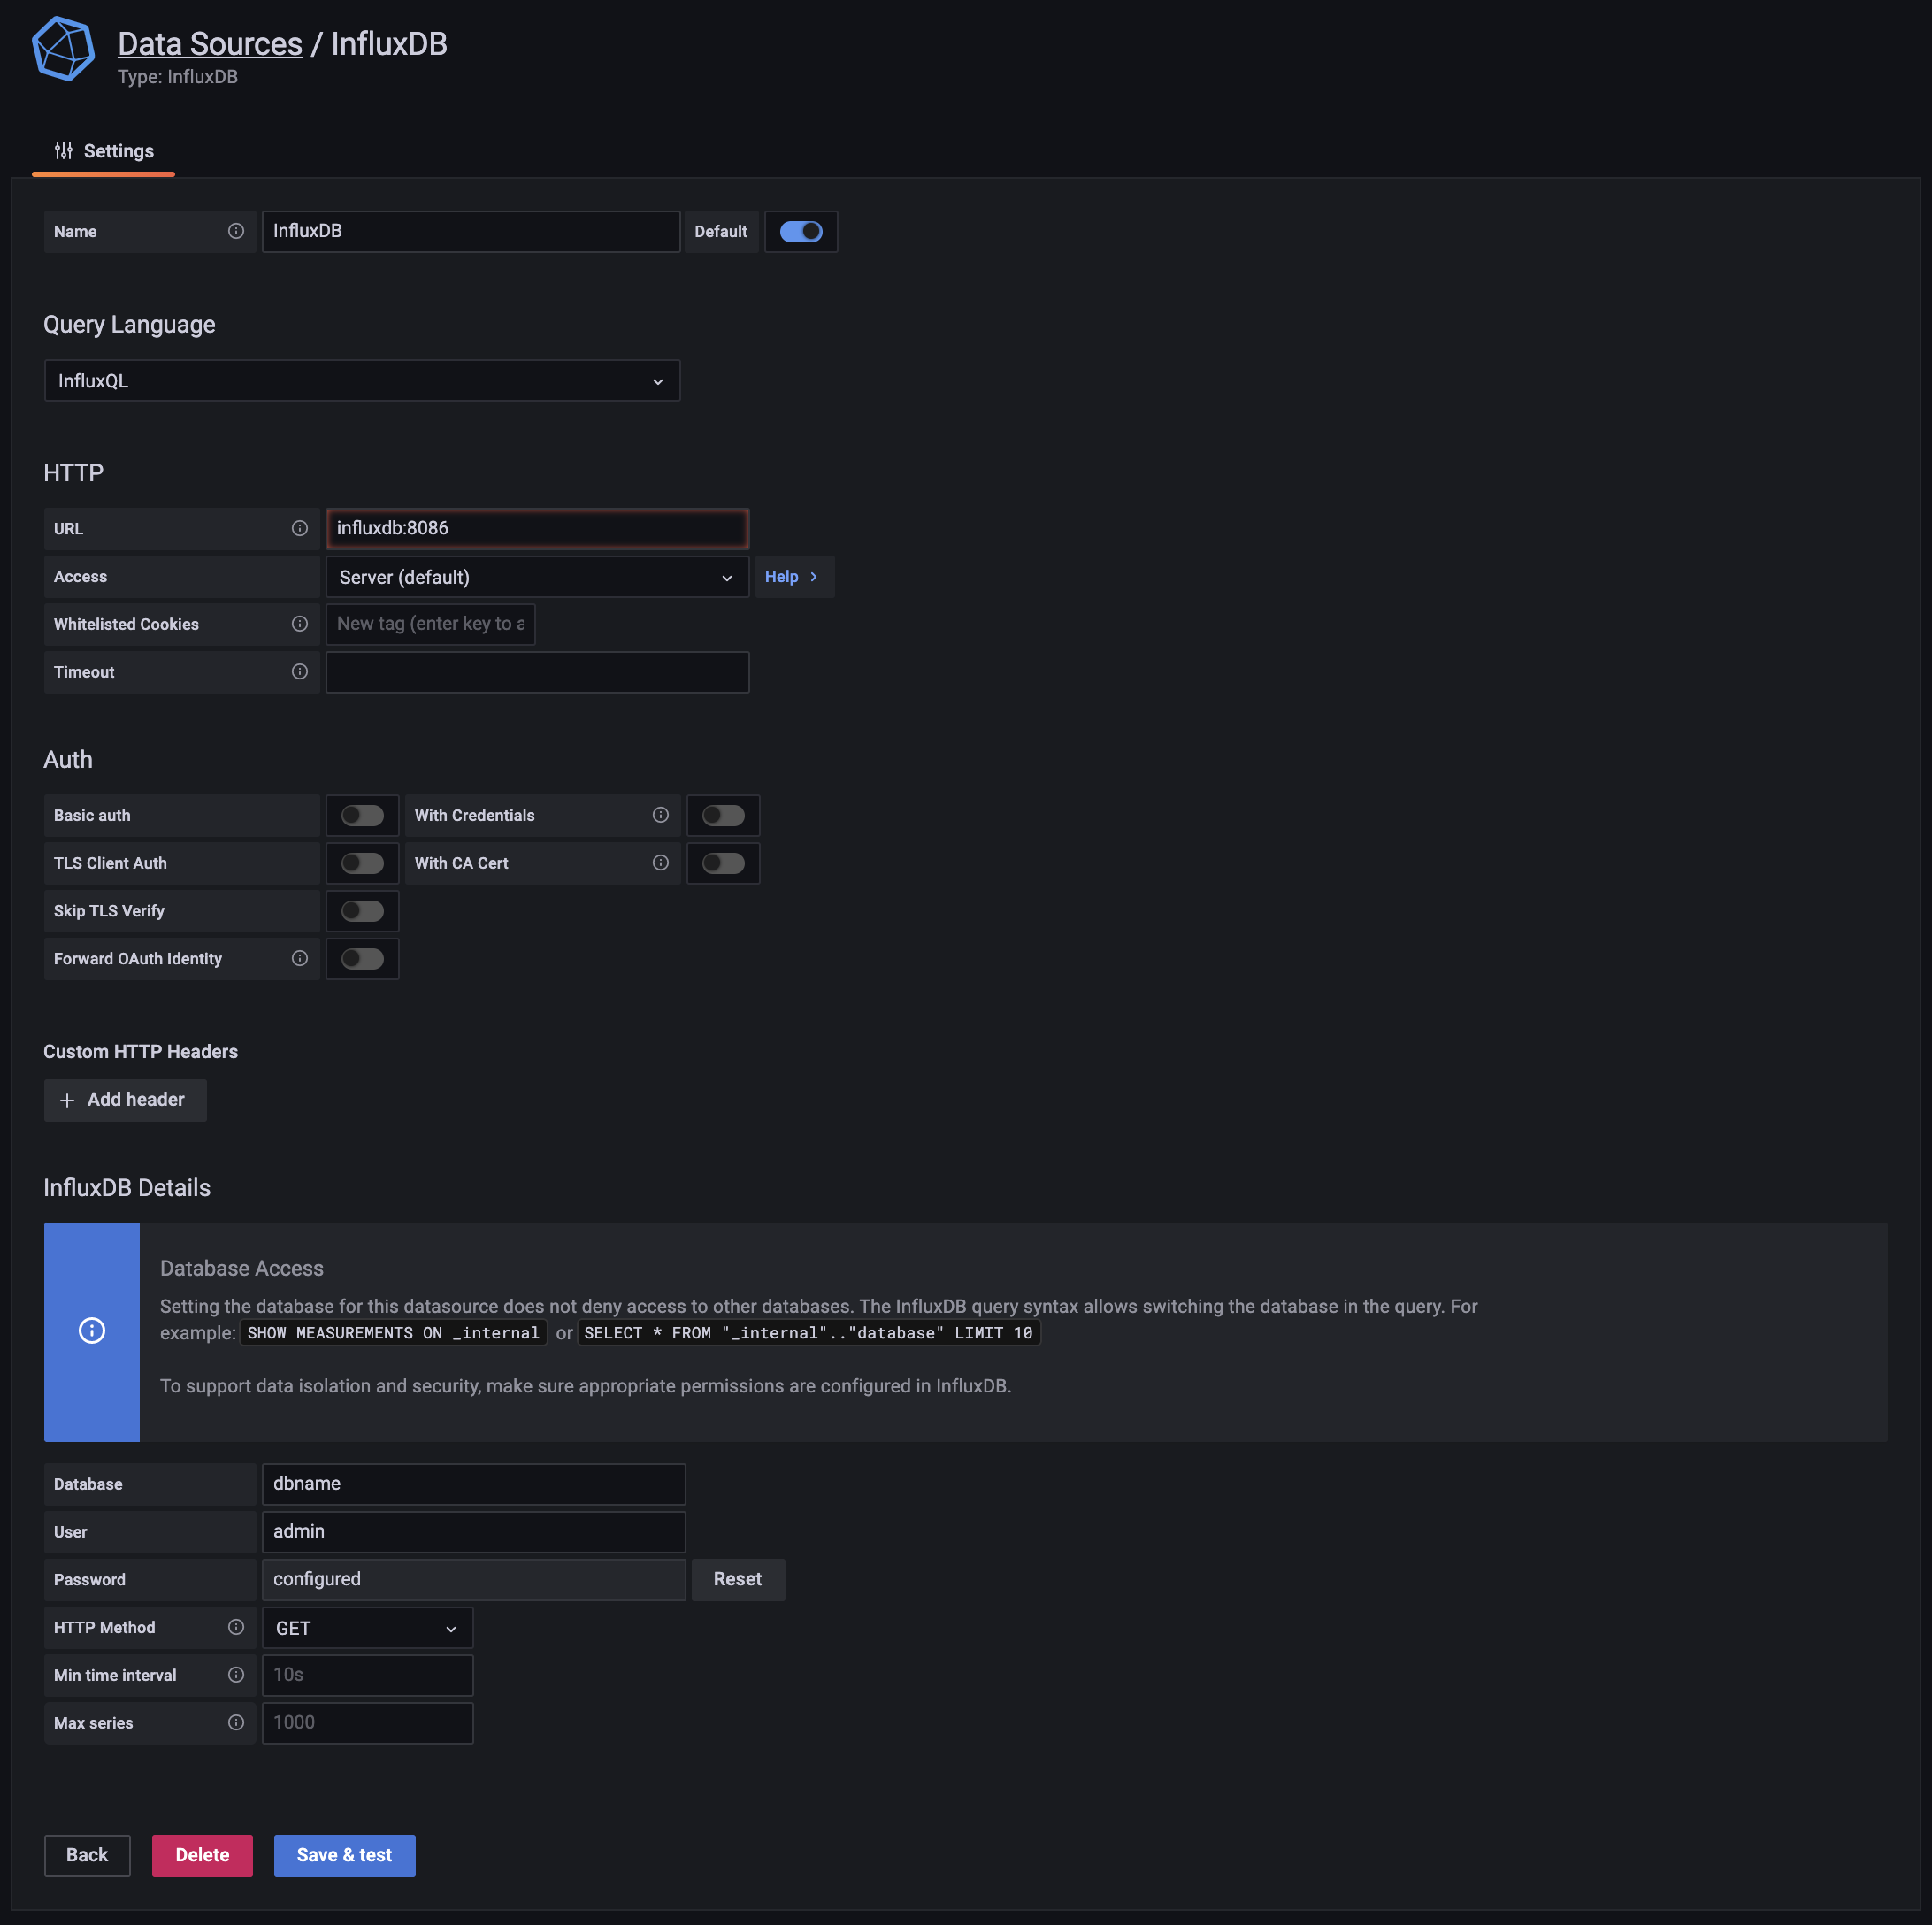 Data Sources / InfluxDB
Type: InfluxDB
Settings
Name InfluxDB Default
Query Language
InfluxQL
HTTP
URL influxdb:8086
Access Server (default) Help
Whitelisted Cookies New tag (enter key to a
Timeout
Auth
Basic auth With Credentials
TLS Client Auth With CA Cert
Skip TLS Verify
Forward OAuth Identity
Custom HTTP Headers
Add header
InfluxDB Details
Database Access
Setting the database for this datasource does not deny access to other databases. The InfluxDB query syntax allows switching the database in the query. For
example: SHOW MEASUREMENTS ON _internal or SELECT * FROM "_internal".."database" LIMIT 10
To support data isolation and security, make sure appropriate permissions are configured in InfluxDB.
Database dbname
User admin
Password configured Reset
HTTP Method GET
Min time interval 10s
Max series 1000
Back Delete Save & test